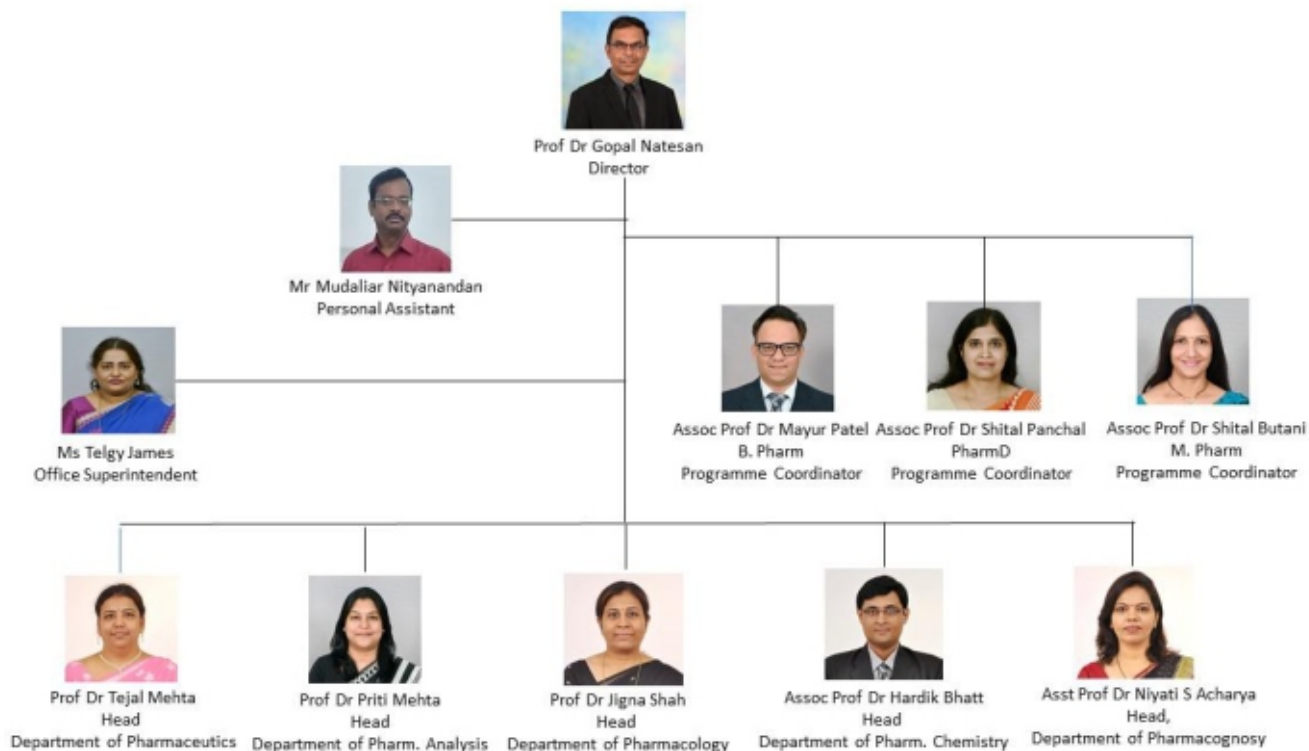 Prof Dr Gopal Natesan
Director
Mr Mudaliar Nityanandan
Personal Assistant
Ms Telgy James
Office Superintendent
Assoc Prof Dr Mayur Patel
B. Pharm
Programme Coordinator
Assoc Prof Dr Shital Panchal
PharmD
Programme Coordinator
Assoc Prof Dr Shital Butani
M. Pharm
Programme Coordinator
Prof Dr Tejal Mehta
Head
Department of Pharmaceutics
Prof Dr Priti Mehta
Head
Department of Pharm. Analysis
Prof Dr Jigna Shah
Head
Department of Pharmacology
Assoc Prof Dr Hardik Bhatt
Head
Department of Pharm. Chemistry
Asst Prof Dr Niyati S Acharya
Head,
Department of Pharmacognosy